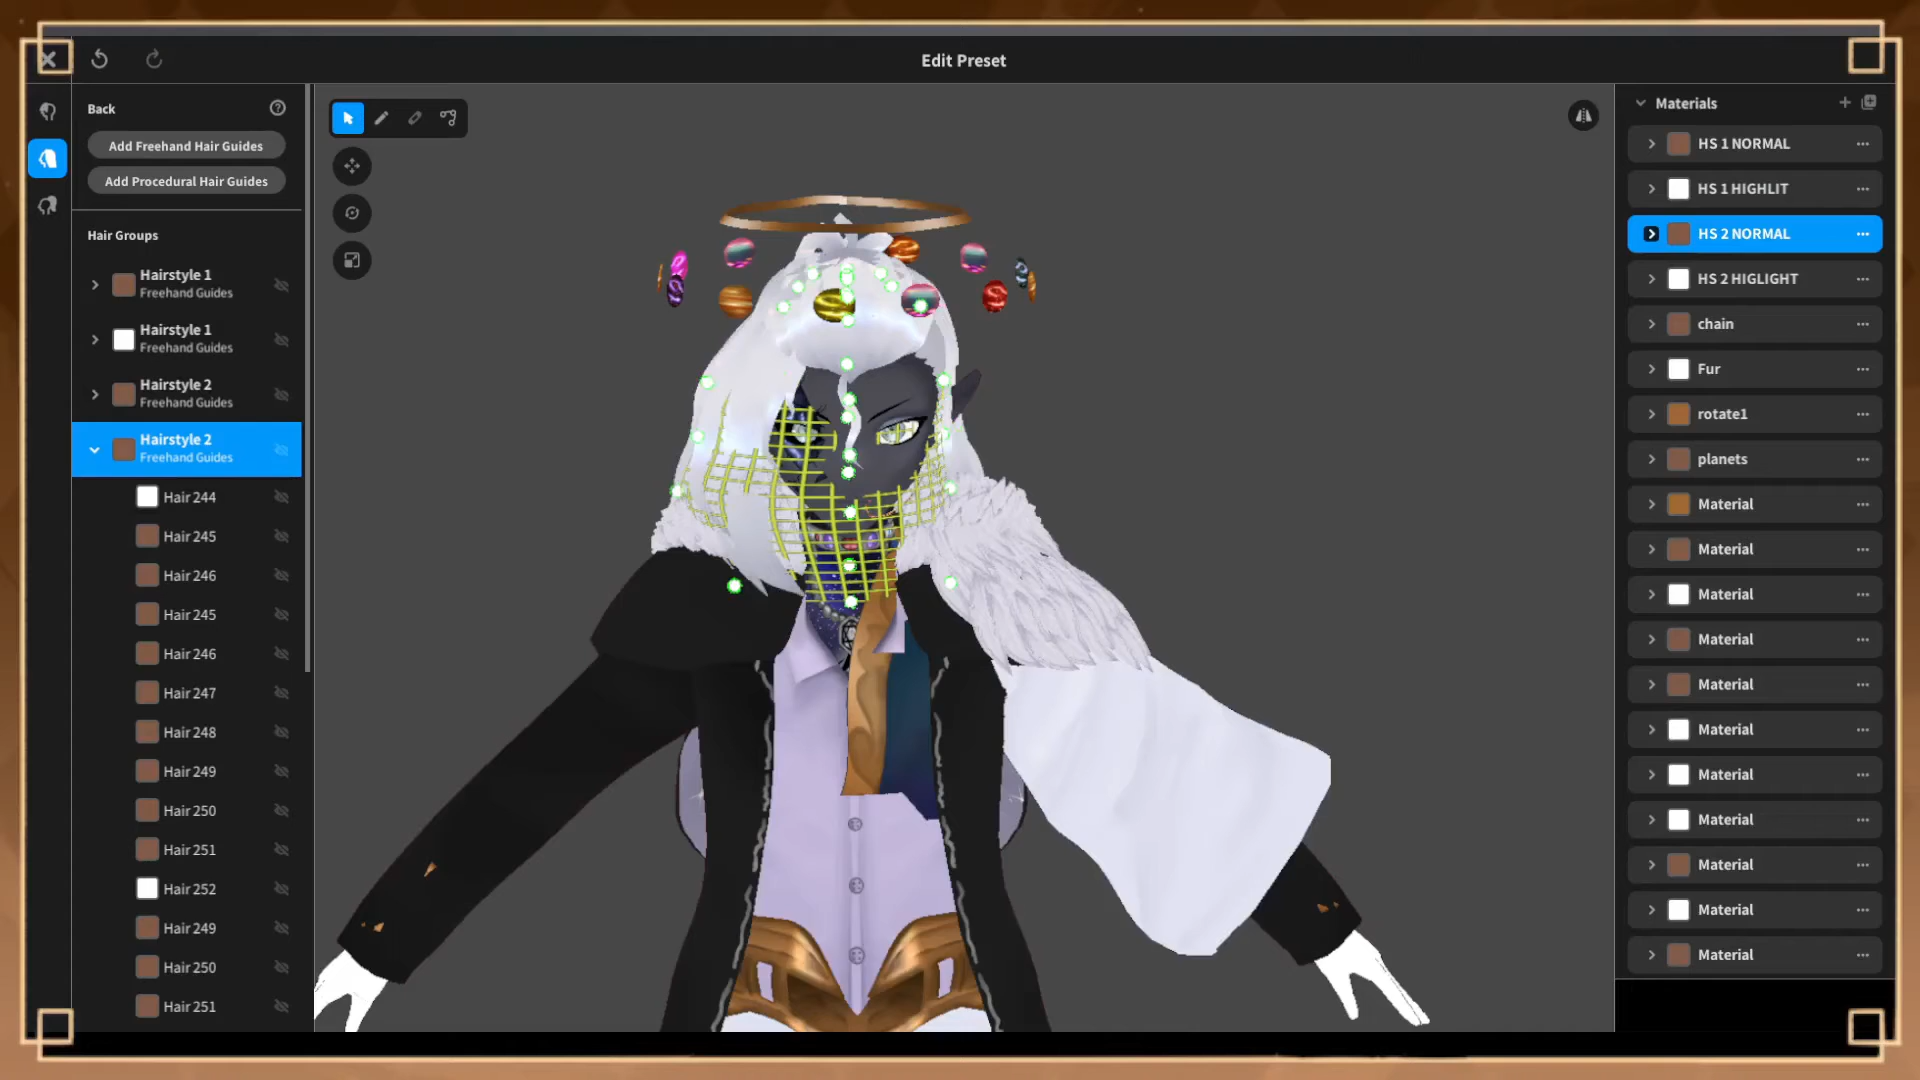 Edit Preset
Back
Add Freehand Hair Guides
Add Procedural Hair Guides
Hair Groups
Hairstyle 1
Freehand Guides
Hairstyle 1
Freehand Guides
Hairstyle 2
Freehand Guides
Hairstyle 2
Freehand Guides
Hair 244
Hair 245
Hair 246
Hair 245
Hair 246
Hair 247
Hair 248
Hair 249
Hair 250
Hair 251
Hair 252
Hair 249
Hair 250
Hair 251
Materials
HS 1 NORMAL
HS 1 HIGHLIT
HS 2 NORMAL
HS 2 HIGLIGHT
chain
Fur
rotate1
planets
Material
Material
Material
Material
Material
Material
Material
Material
Material
Material
Material